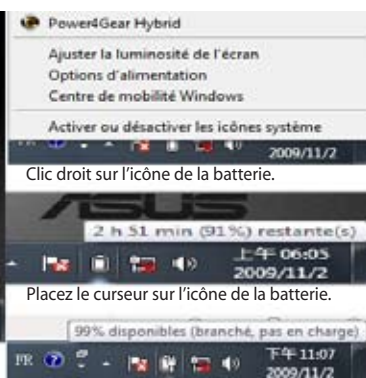 Power4Gear Hybrid
Ajuster la luminosité de l'écran
Options d'alimentation
Centre de mobilité Windows
Activer ou désactiver les icônes système
2009/11/2
Clic droit sur l'icône de la batterie.
ASUS
2 h 51 min (91%) restante(s)
上午 06:05
2009/11/2
Placez le curseur sur l'icône de la batterie.
99% disponibles (branché, pas en charge)
FR 下午 11:07
2009/11/2